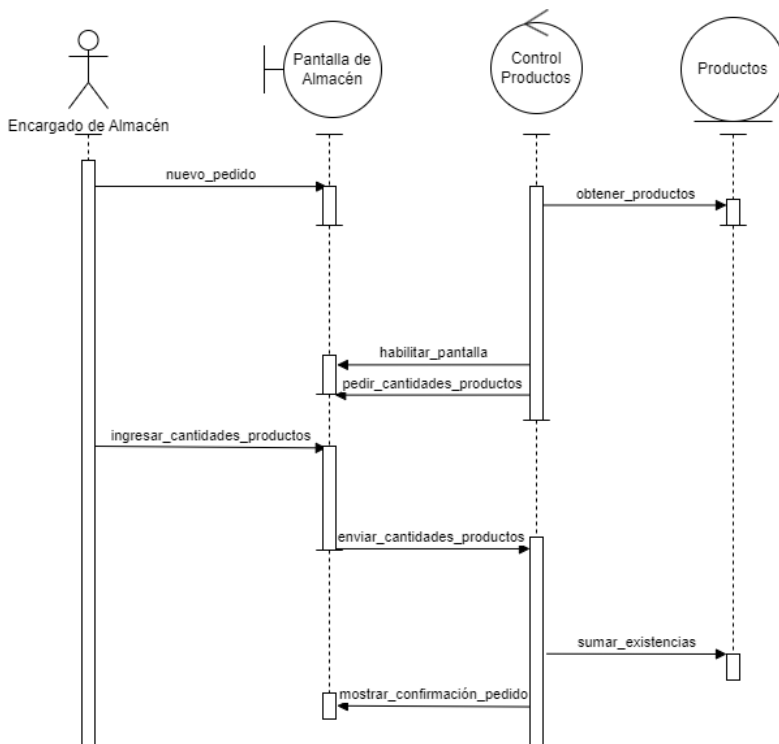 Pantalla de
Almacén
Control
Productos
Productos
Encargado de Almacén
nuevo_pedido
obtener_productos
habilitar_pantalla
pedir_cantidades_productos
ingresar_cantidades_productos
enviar_cantidades_productos
sumar_existencias
mostrar_confirmación_pedido